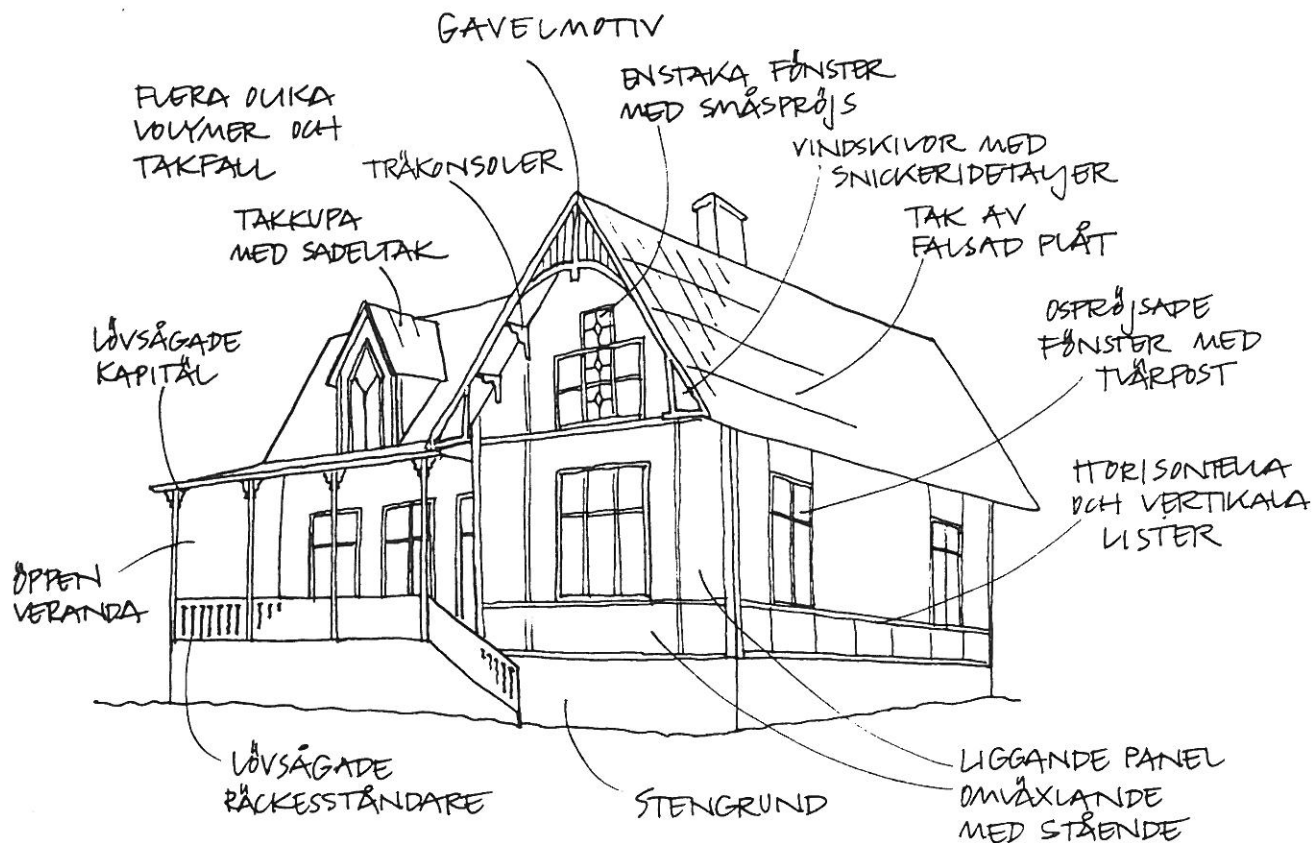 GAVELMOTIV
FLERA OLIKA
VOLYMER OCH
TAKFALL
ENSTAKA FÖNSTER
MED SMÅSPRÖJS
TRÄKONSOLER
VINDSKIVOR MED
SNICKERIDETALJER
TAKKUPA
MED SADELTAK
TAK AV
FALSAD PLÅT
LÖVSÅGADE
KAPITÄL
OSPRÖJSADE
FÖNSTER MED
TVÄRPOST
HORISONTELLA
OCH VERTIKALA
LISTER
ÖPPEN
VERANDA
LÖVSÅGADE
RÄCKESSTÅNDARE
STENGRUND
LIGGANDE PANEL
OMVÄXLANDE
MED STÅENDE